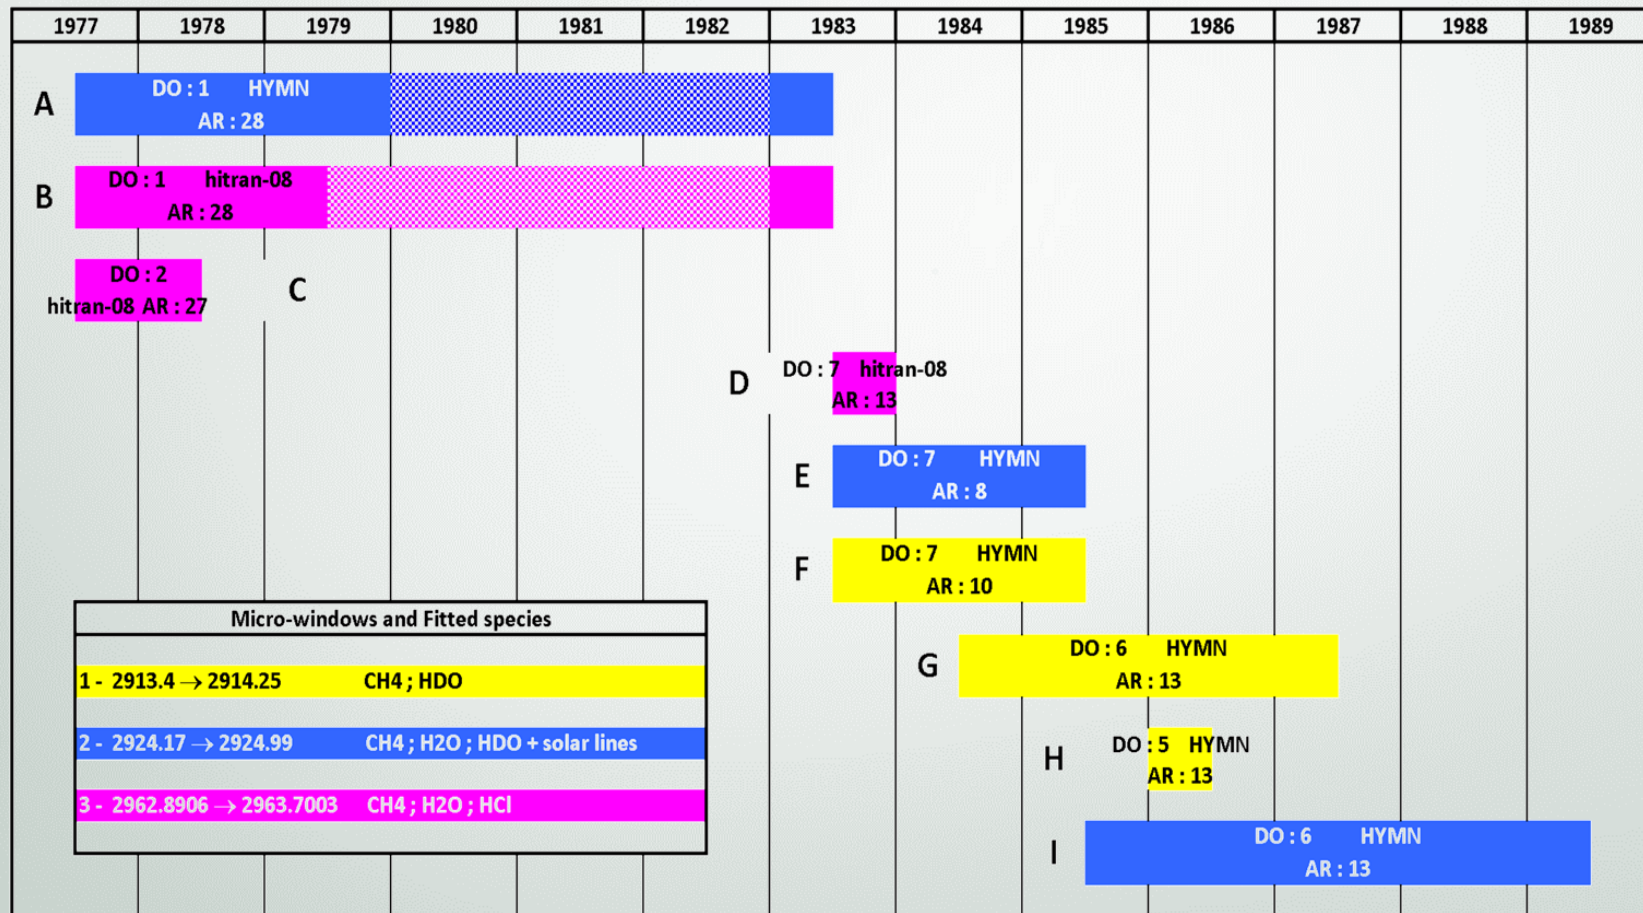 1977 1978 1979 1980 1981 1982 1983 1984 1985 1986 1987 1988 1989
A
DO : 1 HYMN
AR : 28
B
DO : 1 hitran-08
AR : 28
DO : 2
hitran-08 AR : 27
C
D
DO : 7 hitran-08
AR : 13
E
DO : 7 HYMN
AR : 8
F
DO : 7 HYMN
AR : 10
G
DO : 6 HYMN
AR : 13
H
DO : 5 HYMN
AR : 13
I
DO : 6 HYMN
AR : 13
Micro-windows and Fitted species
1 - 2913.4 → 2914.25 CH4 ; HDO
2 - 2924.17 → 2924.99 CH4 ; H2O ; HDO + solar lines
3 - 2962.8906 → 2963.7003 CH4 ; H2O ; HCl